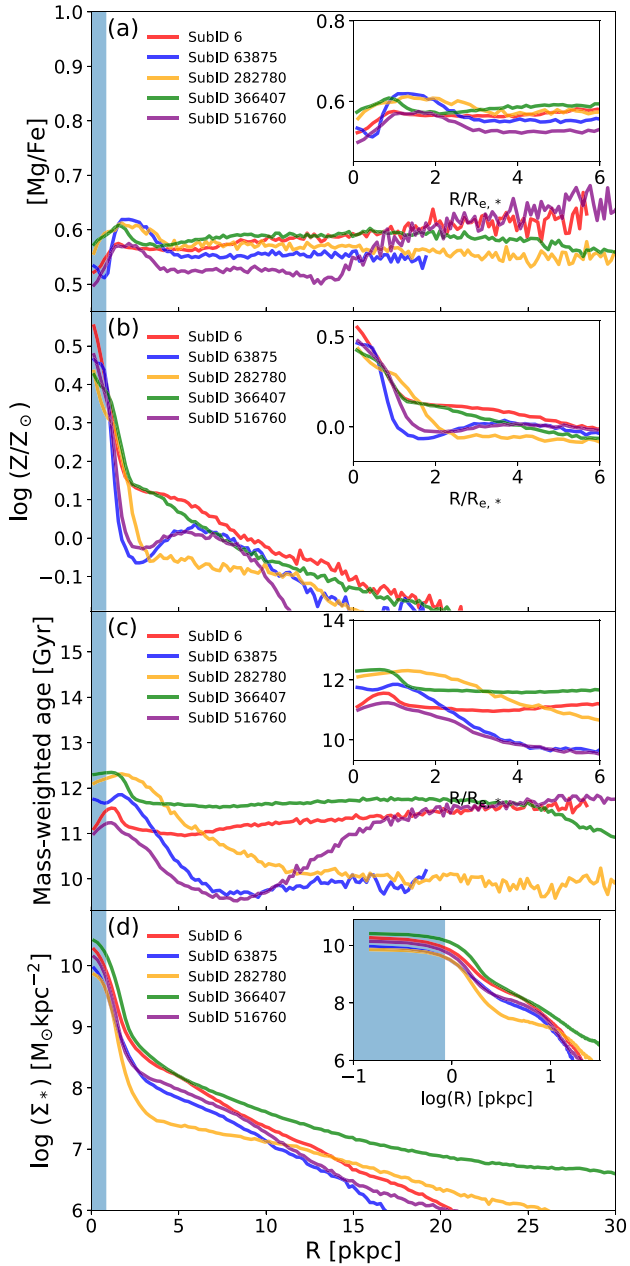 (a)
[Mg/Fe]
1.0
0.9
0.8
0.7
0.6
0.5
SubID 6
SubID 63875
SubID 282780
SubID 366407
SubID 516760
0.8
0.6
0
2
4
6
R/Re,*
(b)
log (Z/Z⊙)
0.5
0.4
0.3
0.2
0.1
0.0
−0.1
SubID 6
SubID 63875
SubID 282780
SubID 366407
SubID 516760
0.5
0.0
0
2
4
6
R/Re,*
(c)
Mass-weighted age [Gyr]
15
14
13
12
11
10
SubID 6
SubID 63875
SubID 282780
SubID 366407
SubID 516760
14
12
10
0
2
4
6
R/Re,*
(d)
log (Σ*) [M⊙kpc−2]
10
9
8
7
6
SubID 6
SubID 63875
SubID 282780
SubID 366407
SubID 516760
10
8
6
−1
0
1
log(R) [pkpc]
0
5
10
15
20
25
30
R [pkpc]